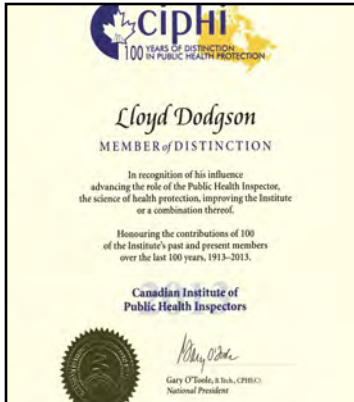 ciphi
100 YEARS OF DISTINCTION
IN PUBLIC HEALTH PROTECTION
Lloyd Dodgson
MEMBER of DISTINCTION
In recognition of his influence
advancing the role of the Public Health Inspector,
the science of health protection, improving the Institute
or a combination thereof.
Honouring the contributions of 100
of the Institute's past and present members
over the last 100 years, 1913–2013.
2013
Canadian Institute of
Public Health Inspectors
Gary O'Toole
Gary O'Toole, B.Tech., CPHI(C)
National President